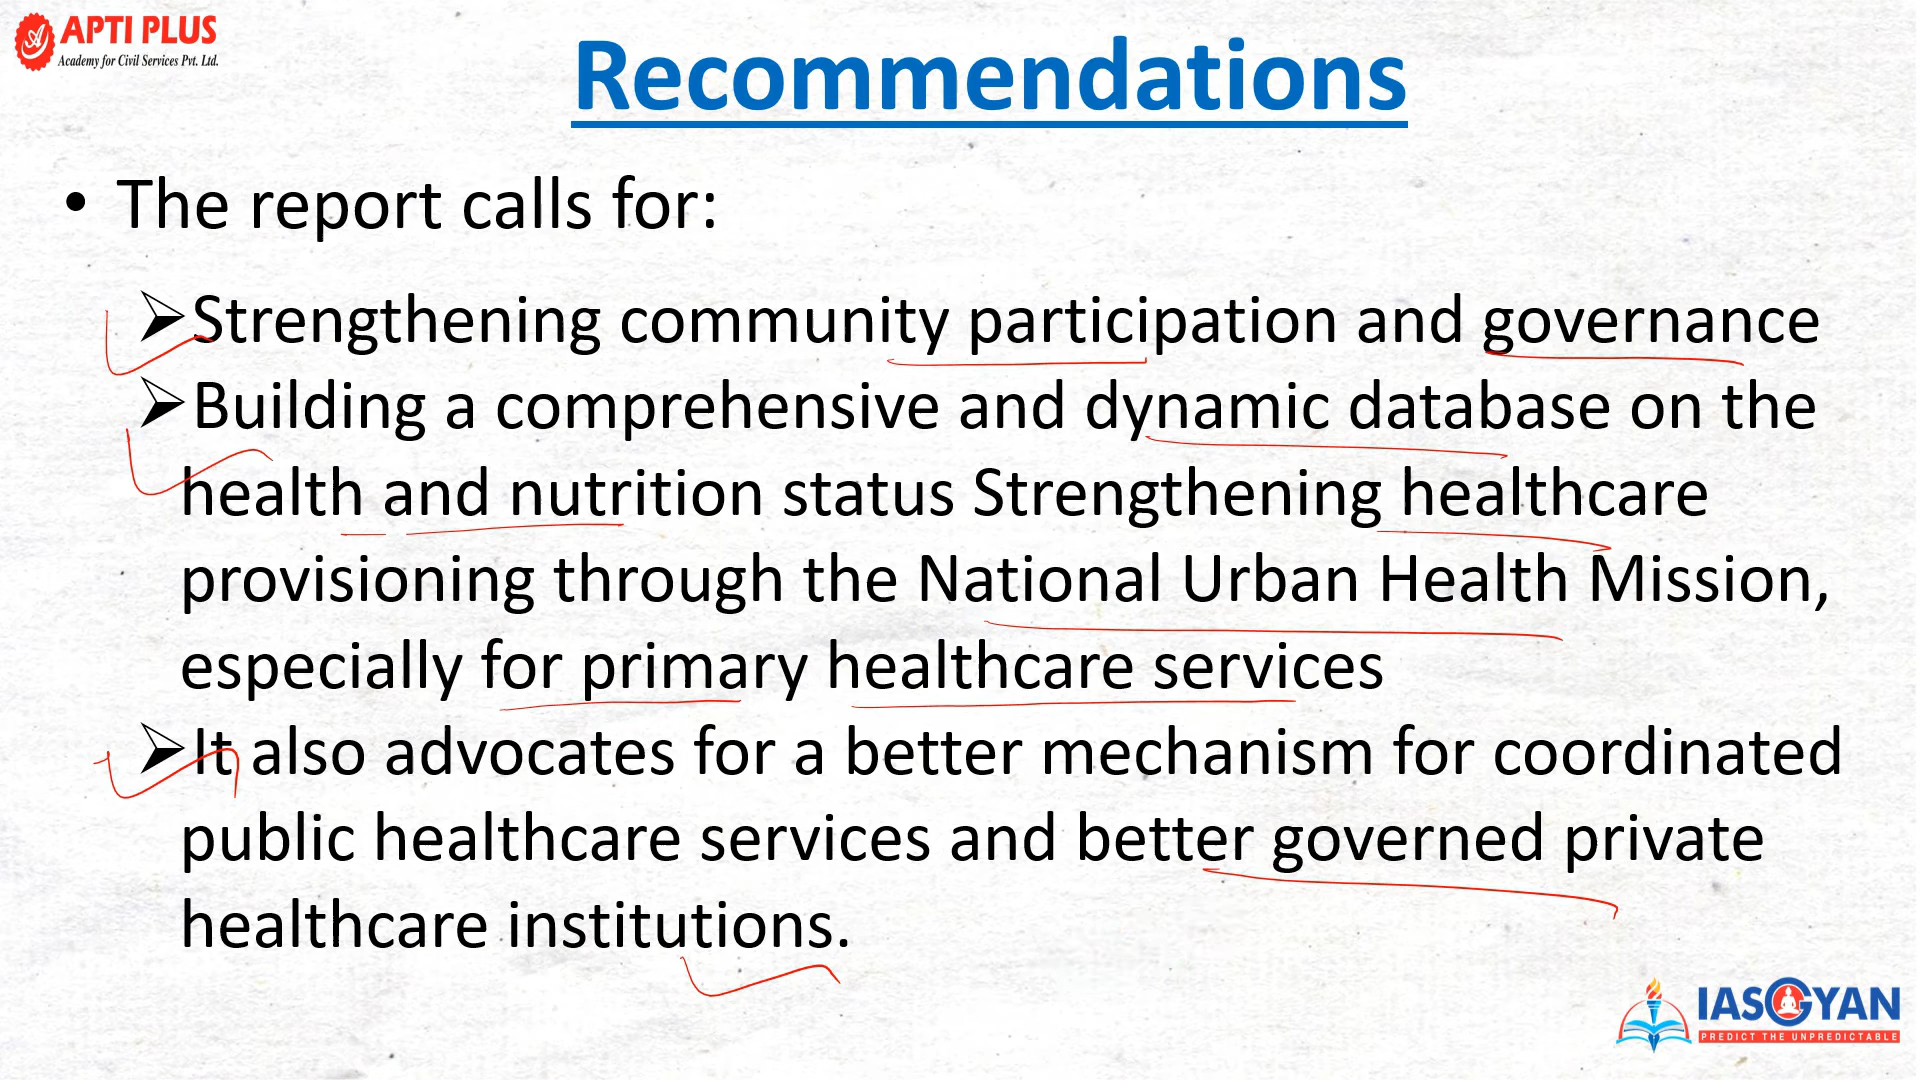 APTI PLUS
Academy for Civil Services Pvt. Ltd.
Recommendations
• The report calls for:
➢Strengthening community participation and governance
➢Building a comprehensive and dynamic database on the
health and nutrition status Strengthening healthcare
provisioning through the National Urban Health Mission,
especially for primary healthcare services
➢It also advocates for a better mechanism for coordinated
public healthcare services and better governed private
healthcare institutions.
IASGYAN
PREDICT THE UNPREDICTABLE